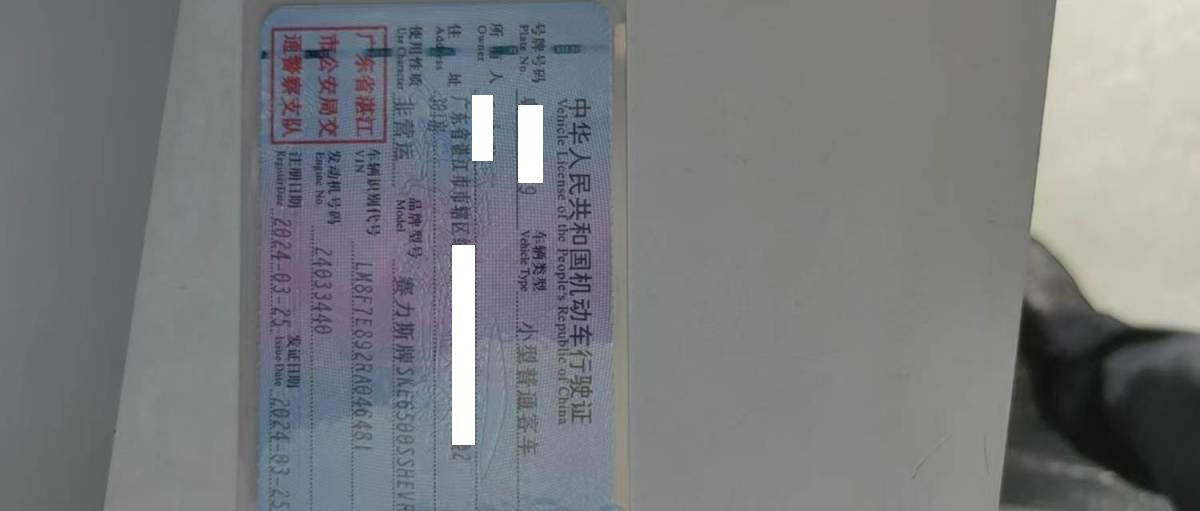 中华人民共和国机动车行驶证
Vehicle License of the People's Republic of China
号牌号码 9 车辆类型 小型普通客车
Plate No. Vehicle Type
所有人
Owner
住 址 广东省湛江市市辖区
Address
使用性质 非营运 品牌型号 赛力斯牌SKE6500SSHEV
Use Character Model
广东省湛江
市公安局交
通警察支队
车辆识别代号 LM8F7E892RA046481
VIN
发动机号码 24033440
Engine No.
注册日期 2024-03-25 发证日期 2024-03-25
Register Date Issue Date